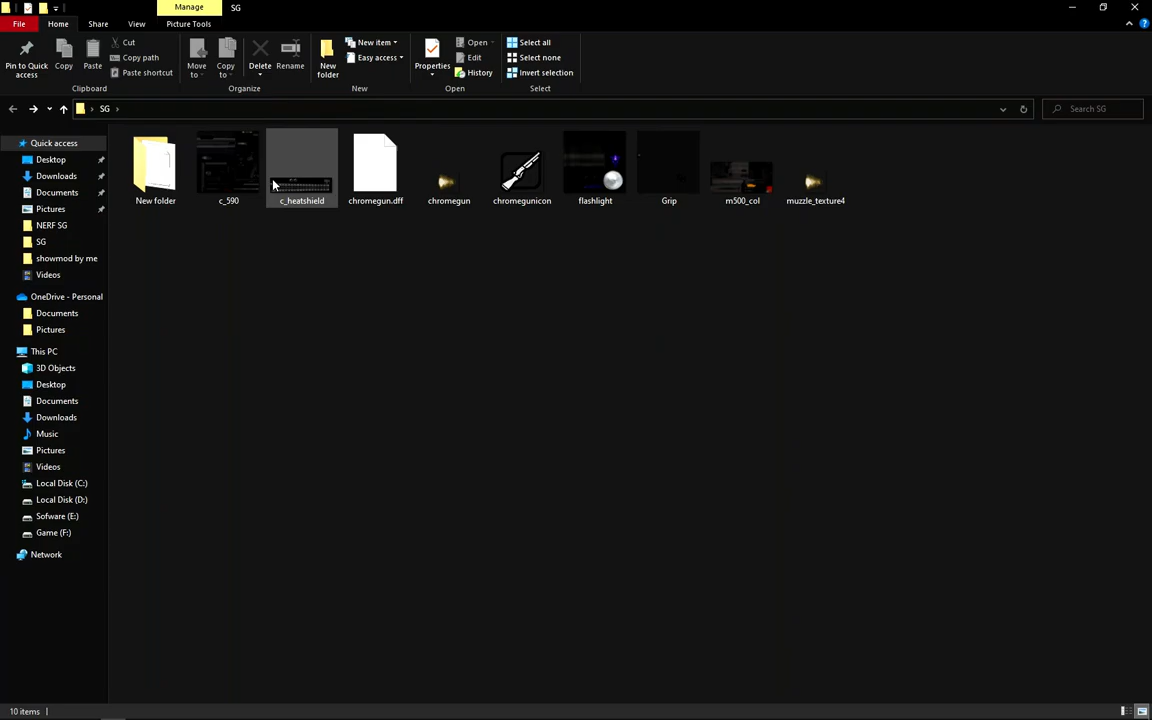 Manage
SG
File
Home
Share
View
Picture Tools
Pin to Quick
access
Copy
Paste
Cut
Copy path
Paste shortcut
Clipboard
Move
to
Copy
to
Delete
Rename
Organize
New
folder
New item
Easy access
New
Properties
Open
Edit
History
Open
Select all
Select none
Invert selection
Select
SG
Search SG
Quick access
Desktop
Downloads
Documents
Pictures
NERF SG
SG
showmod by me
Videos
OneDrive - Personal
Documents
Pictures
This PC
3D Objects
Desktop
Documents
Downloads
Music
Pictures
Videos
Local Disk (C:)
Local Disk (D:)
Sofware (E:)
Game (F:)
Network
New folder
c_590
c_heatshield
chromegun.dff
chromegun
chromegunicon
flashlight
Grip
m500_col
muzzle_texture4
10 items